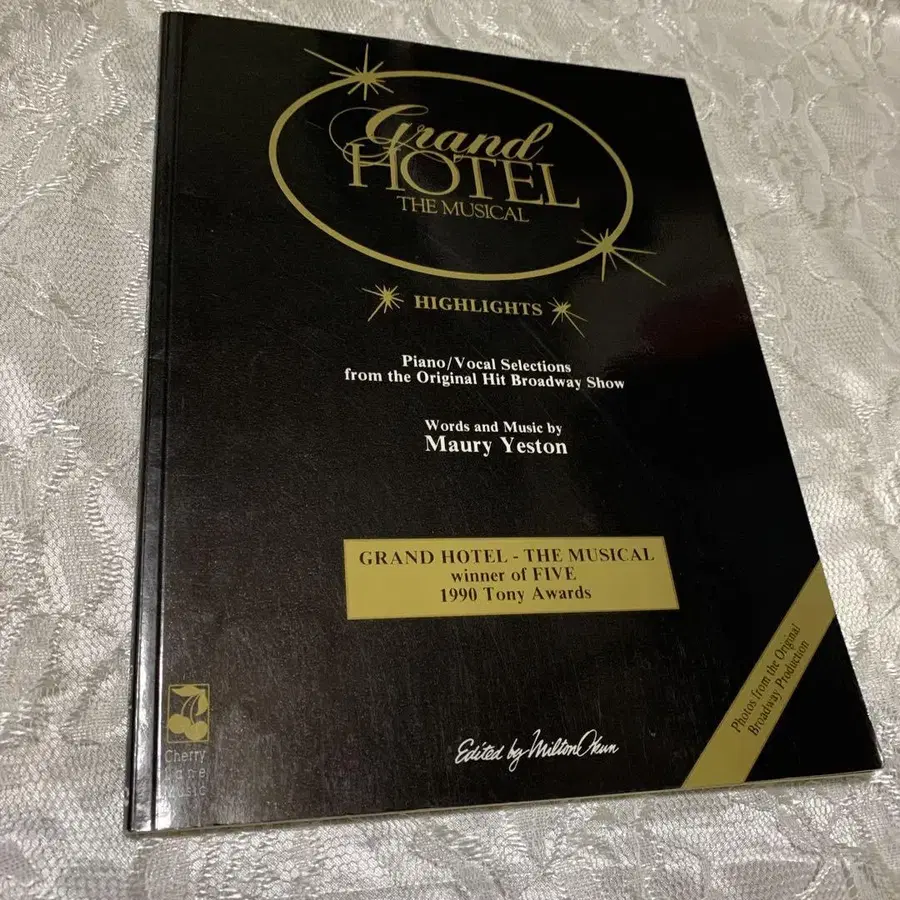 Grand
HOTEL
THE MUSICAL
HIGHLIGHTS
Piano/Vocal Selections
from the Original Hit Broadway Show
Words and Music by
Maury Yeston
GRAND HOTEL - THE MUSICAL
winner of FIVE
1990 Tony Awards
Photos from the Original
Broadway Production
Edited by Milton Okun
Cherry
Lane
Music